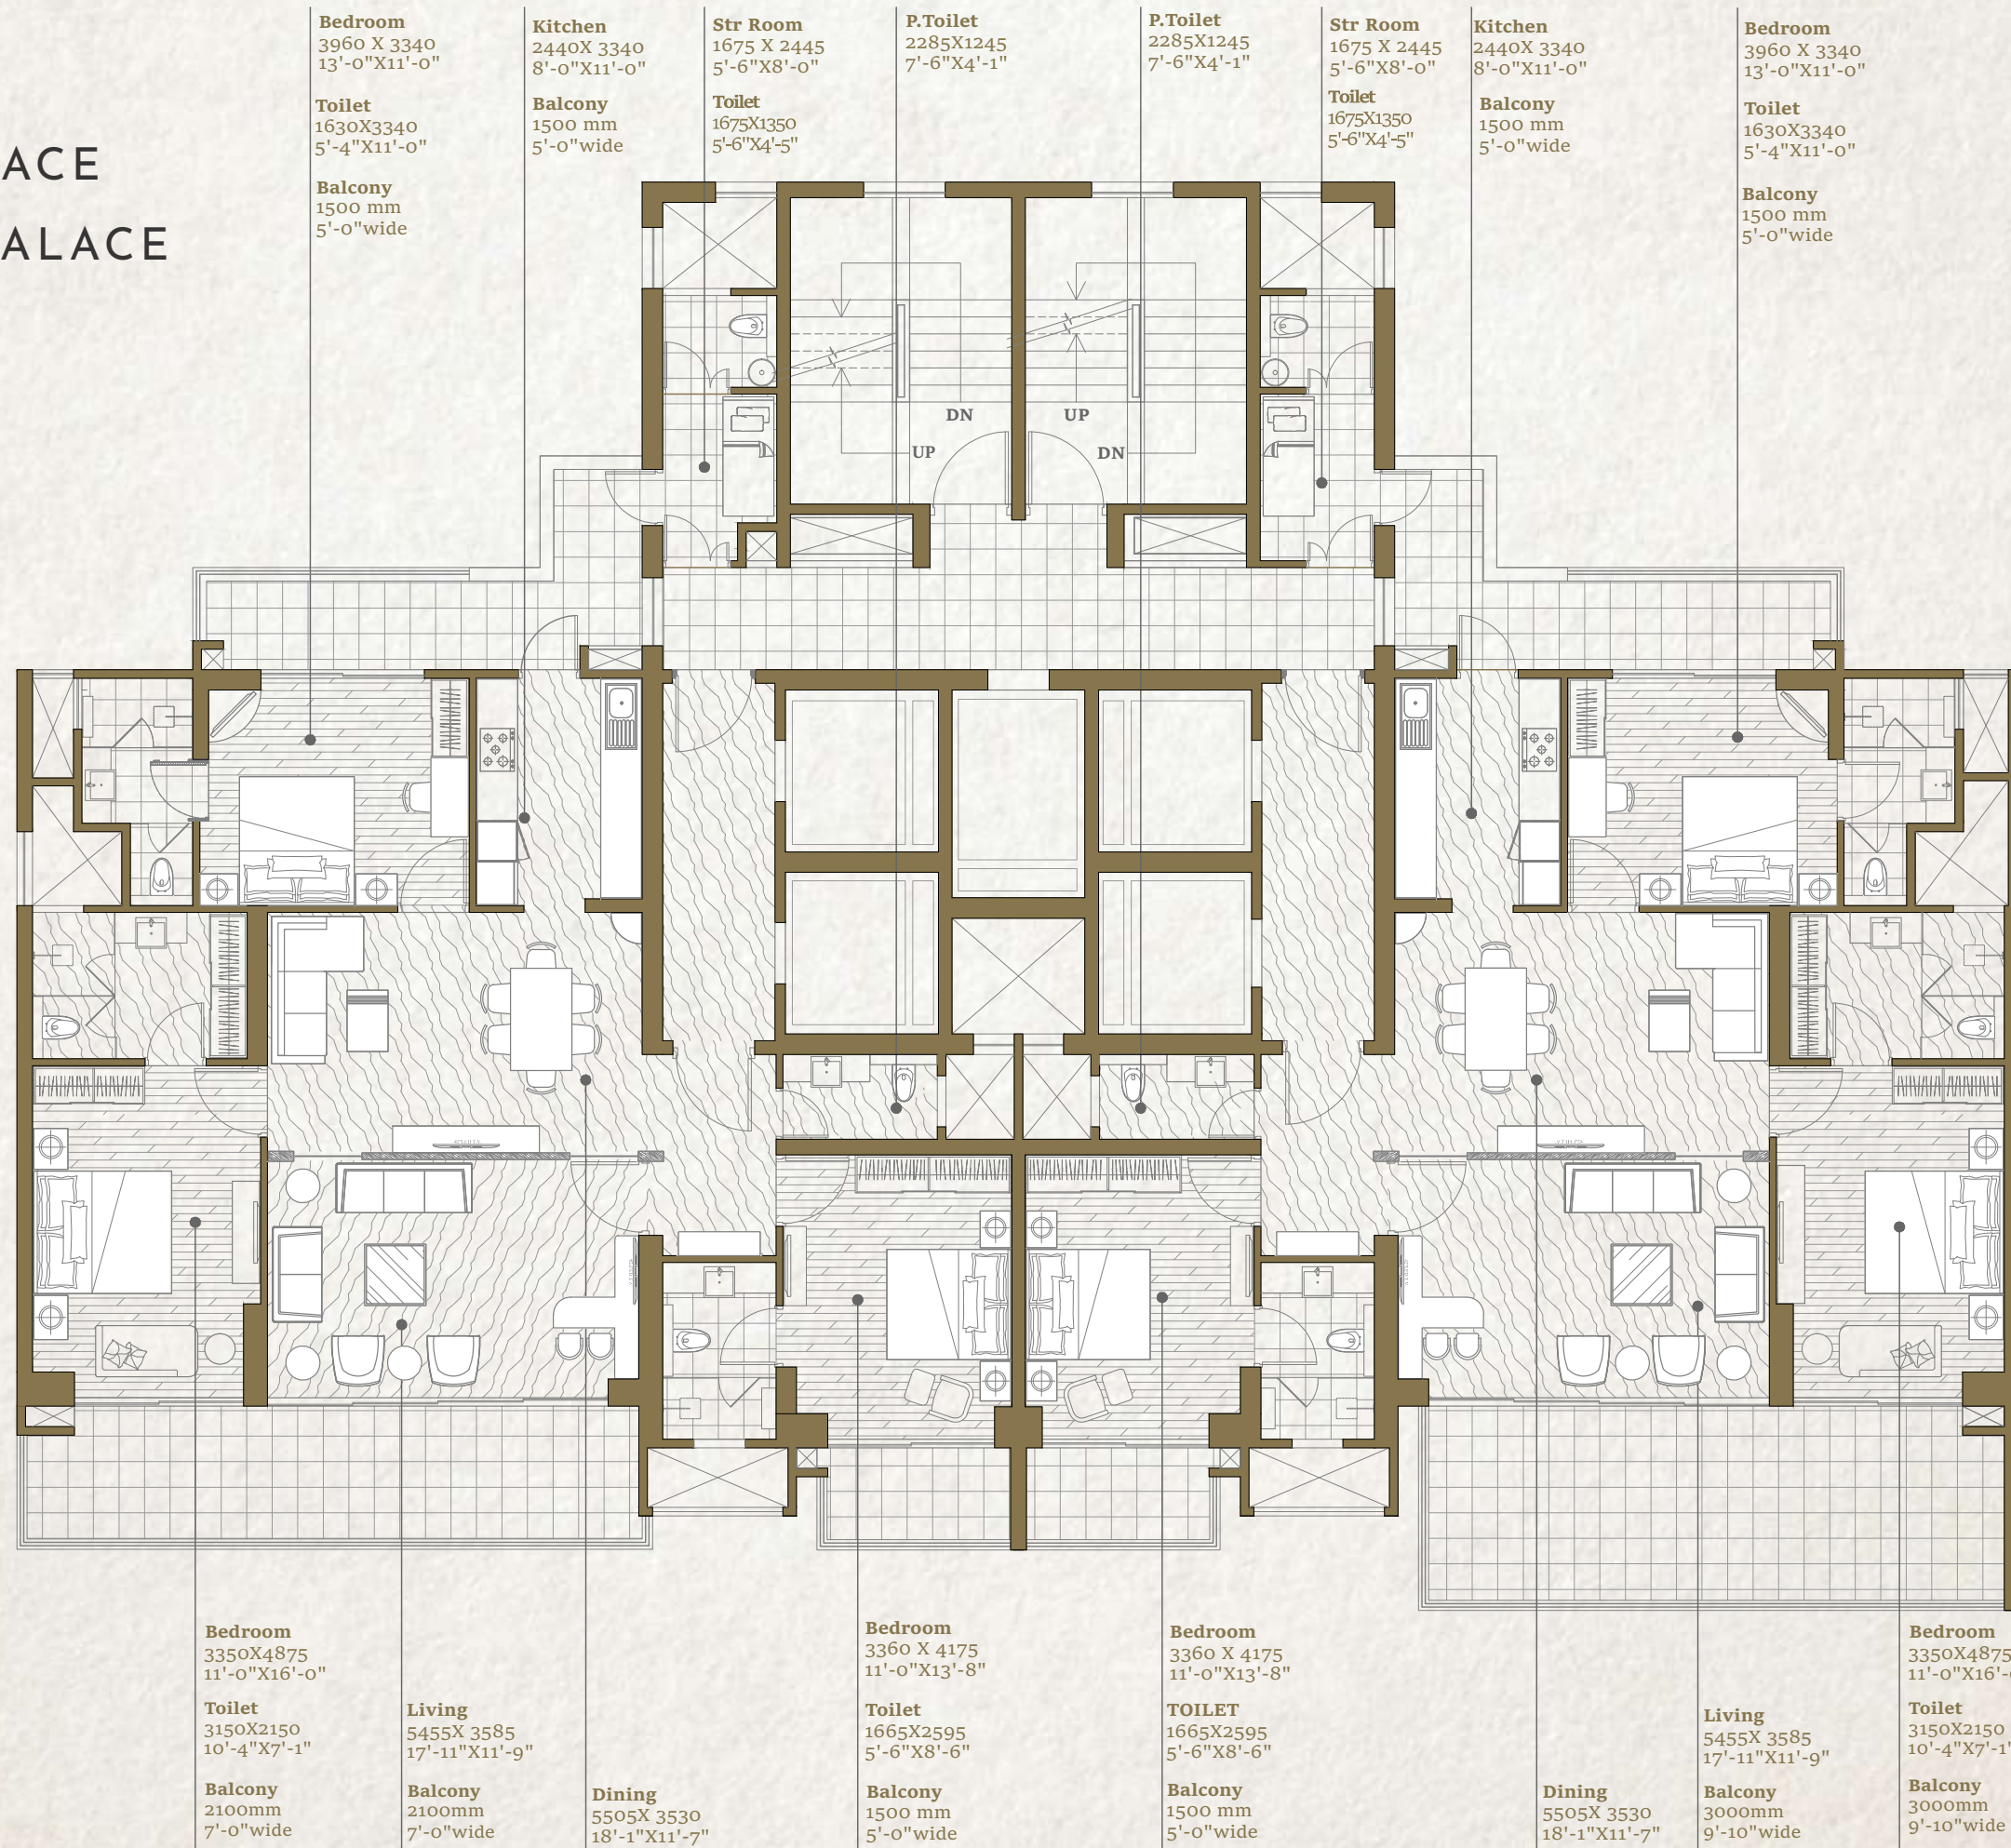 ACE
ALACE
Bedroom
3960 X 3340
13'-0"X11'-0"
Toilet
1630X3340
5'-4"X11'-0"
Balcony
1500 mm
5'-0"wide
Kitchen
2440X 3340
8'-0"X11'-0"
Balcony
1500 mm
5'-0"wide
Str Room
1675 X 2445
5'-6"X8'-0"
Toilet
1675X1350
5'-6"X4'-5"
P.Toilet
2285X1245
7'-6"X4'-1"
P.Toilet
2285X1245
7'-6"X4'-1"
Str Room
1675 X 2445
5'-6"X8'-0"
Toilet
1675X1350
5'-6"X4'-5"
Kitchen
2440X 3340
8'-0"X11'-0"
Balcony
1500 mm
5'-0"wide
Bedroom
3960 X 3340
13'-0"X11'-0"
Toilet
1630X3340
5'-4"X11'-0"
Balcony
1500 mm
5'-0"wide
DN
UP
UP
DN
Bedroom
3350X4875
11'-0"X16'-0"
Toilet
3150X2150
10'-4"X7'-1"
Balcony
2100mm
7'-0"wide
Living
5455X 3585
17'-11"X11'-9"
Balcony
2100mm
7'-0"wide
Dining
5505X 3530
18'-1"X11'-7"
Bedroom
3360 X 4175
11'-0"X13'-8"
Toilet
1665X2595
5'-6"X8'-6"
Balcony
1500 mm
5'-0"wide
Bedroom
3360 X 4175
11'-0"X13'-8"
TOILET
1665X2595
5'-6"X8'-6"
Balcony
1500 mm
5'-0"wide
Dining
5505X 3530
18'-1"X11'-7"
Living
5455X 3585
17'-11"X11'-9"
Balcony
3000mm
9'-10"wide
Bedroom
3350X4875
11'-0"X16'-
Toilet
3150X2150
10'-4"X7'-1"
Balcony
3000mm
9'-10"wide